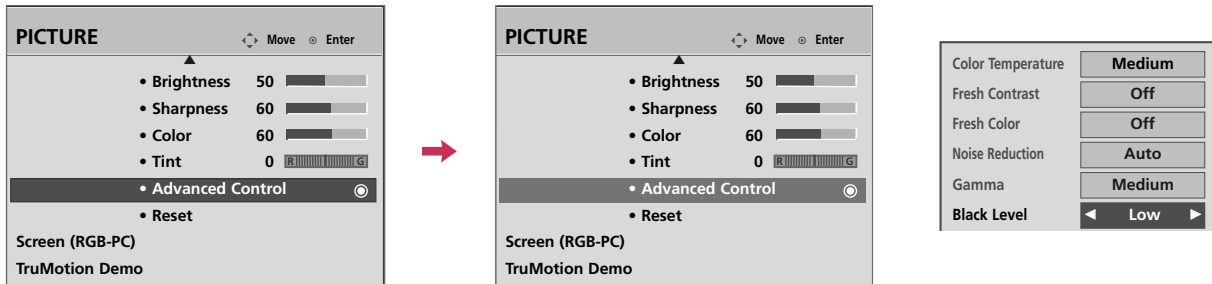 PICTURE Move Enter
• Brightness 50
• Sharpness 60
• Color 60
• Tint 0 R G
• Advanced Control
• Reset
Screen (RGB-PC)
TruMotion Demo
PICTURE Move Enter
• Brightness 50
• Sharpness 60
• Color 60
• Tint 0 R G
• Advanced Control
• Reset
Screen (RGB-PC)
TruMotion Demo
Color Temperature Medium
Fresh Contrast Off
Fresh Color Off
Noise Reduction Auto
Gamma Medium
Black Level ◀ Low ▶